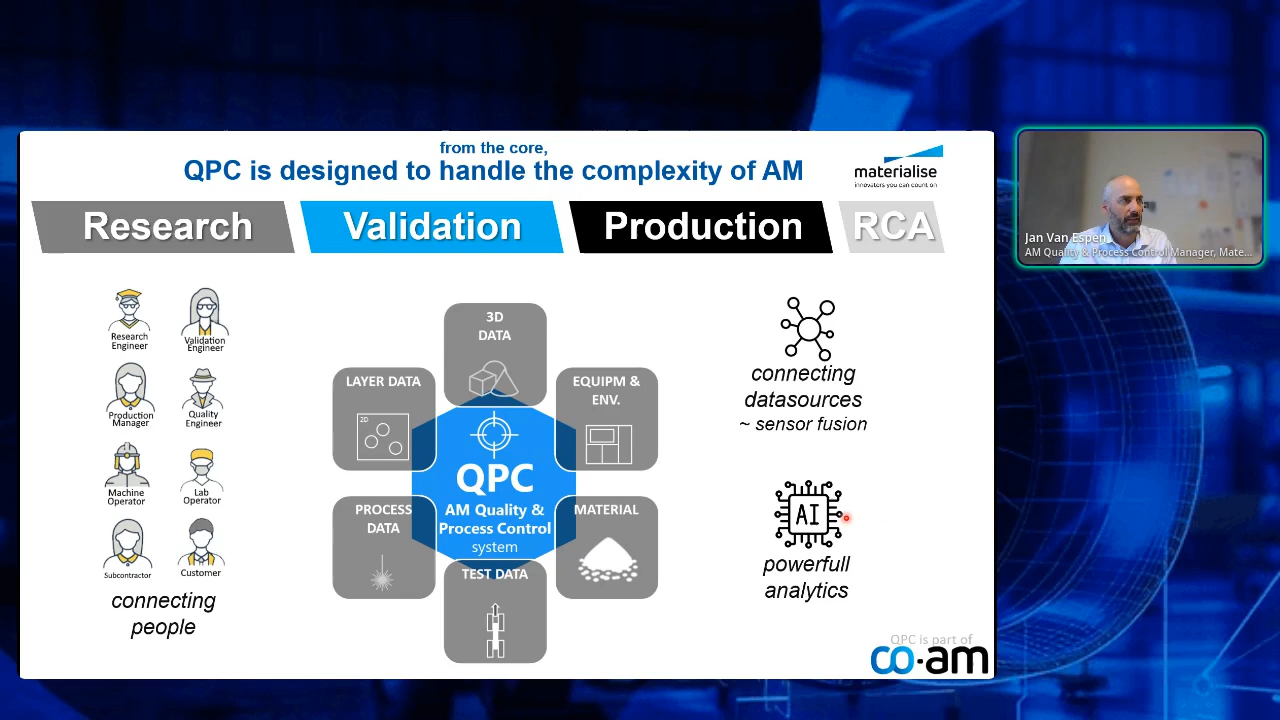 from the core,
QPC is designed to handle the complexity of AM
materialise
innovators you can count on
Research
Validation
Production
RCA
Research
Engineer
Validation
Engineer
Production
Manager
Quality
Engineer
Machine
Operator
Lab
Operator
Subcontractor
Customer
connecting
people
3D
DATA
LAYER DATA
2D
EQUIPM &
ENV.
QPC
AM Quality &
Process Control
system
PROCESS
DATA
MATERIAL
TEST DATA
connecting
datasources
~ sensor fusion
AI
powerfull
analytics
QPC is part of
co·am
Jan Van Espen
AM Quality & Process Control Manager, Mate...